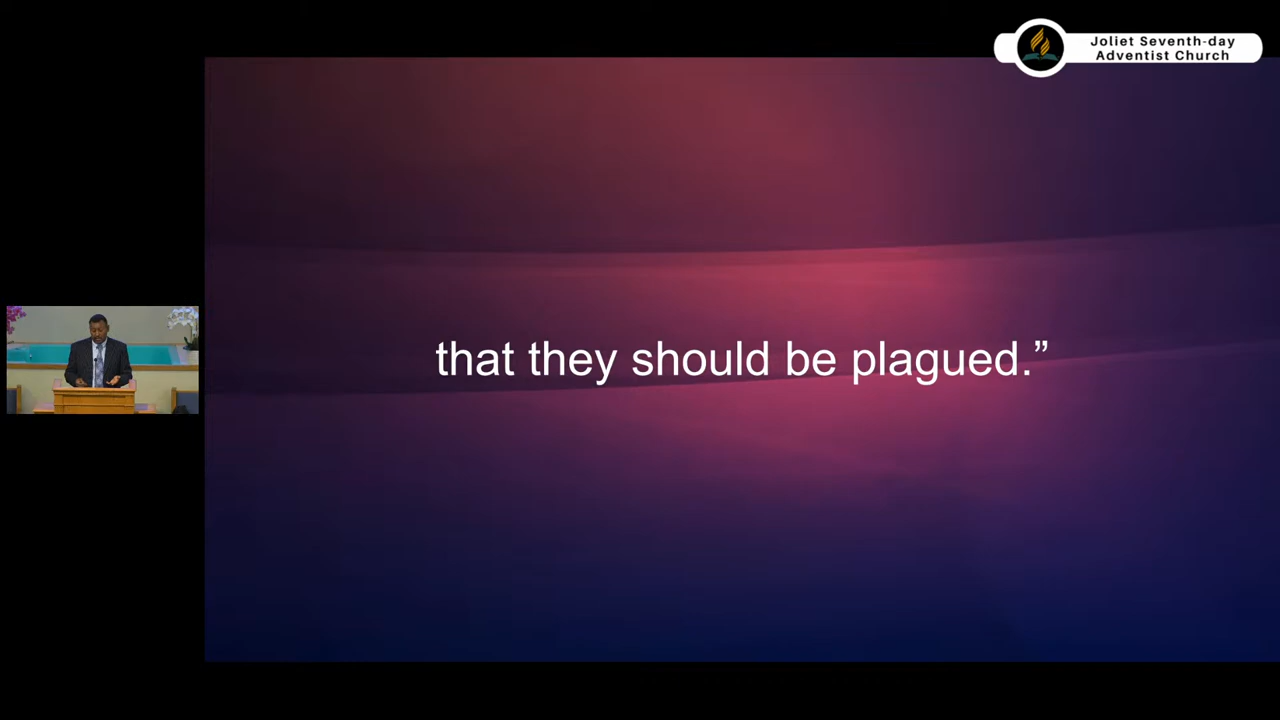 Joliet Seventh-day
Adventist Church
that they should be plagued.”